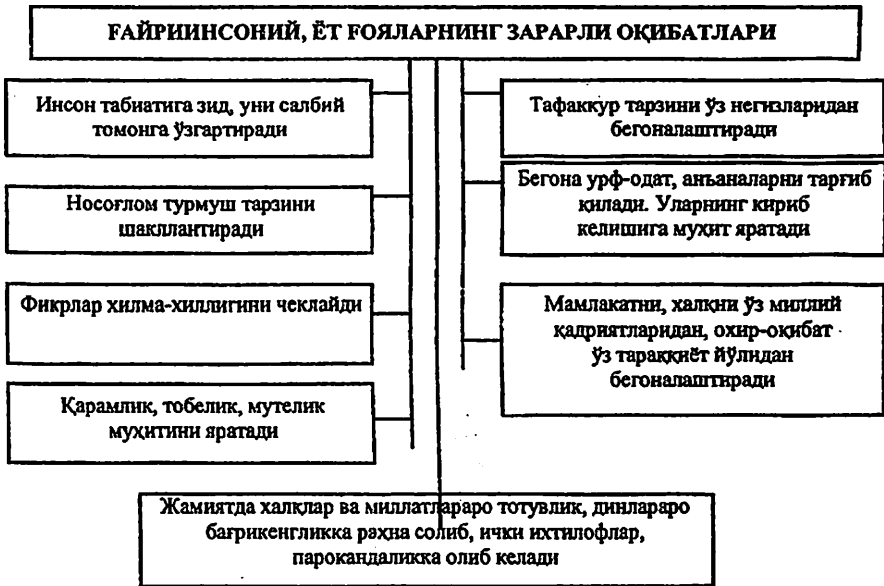 ҒАЙРИИНСОНИЙ, ЁТ ҒОЯЛАРНИНГ ЗАРАРЛИ ОҚИБАТЛАРИ
Инсон табиатига зид, уни салбий
томонга ўзгартиради
Носоғлом турмуш тарзини
шакллантиради
Фикрлар хилма-хиллигини чеклайди
Қарамлик, тобелик, мутелик
муҳитини яратади
Тафаккур тарзини ўз негизларидан
бегоналаштиради
Бегона урф-одат, анъаналарни тарғиб
қилади. Уларнинг кириб
келишига муҳит яратади
Мамлакатни, халқни ўз миллий
қадриятларидан, охир-оқибат
ўз тараққиёт йўлидан
бегоналаштиради
Жамиятда халқлар ва миллатлараро тотувлик, динлараро
бағрикенгликка раҳна солиб, ички ихтилофлар,
парокандаликка олиб келади